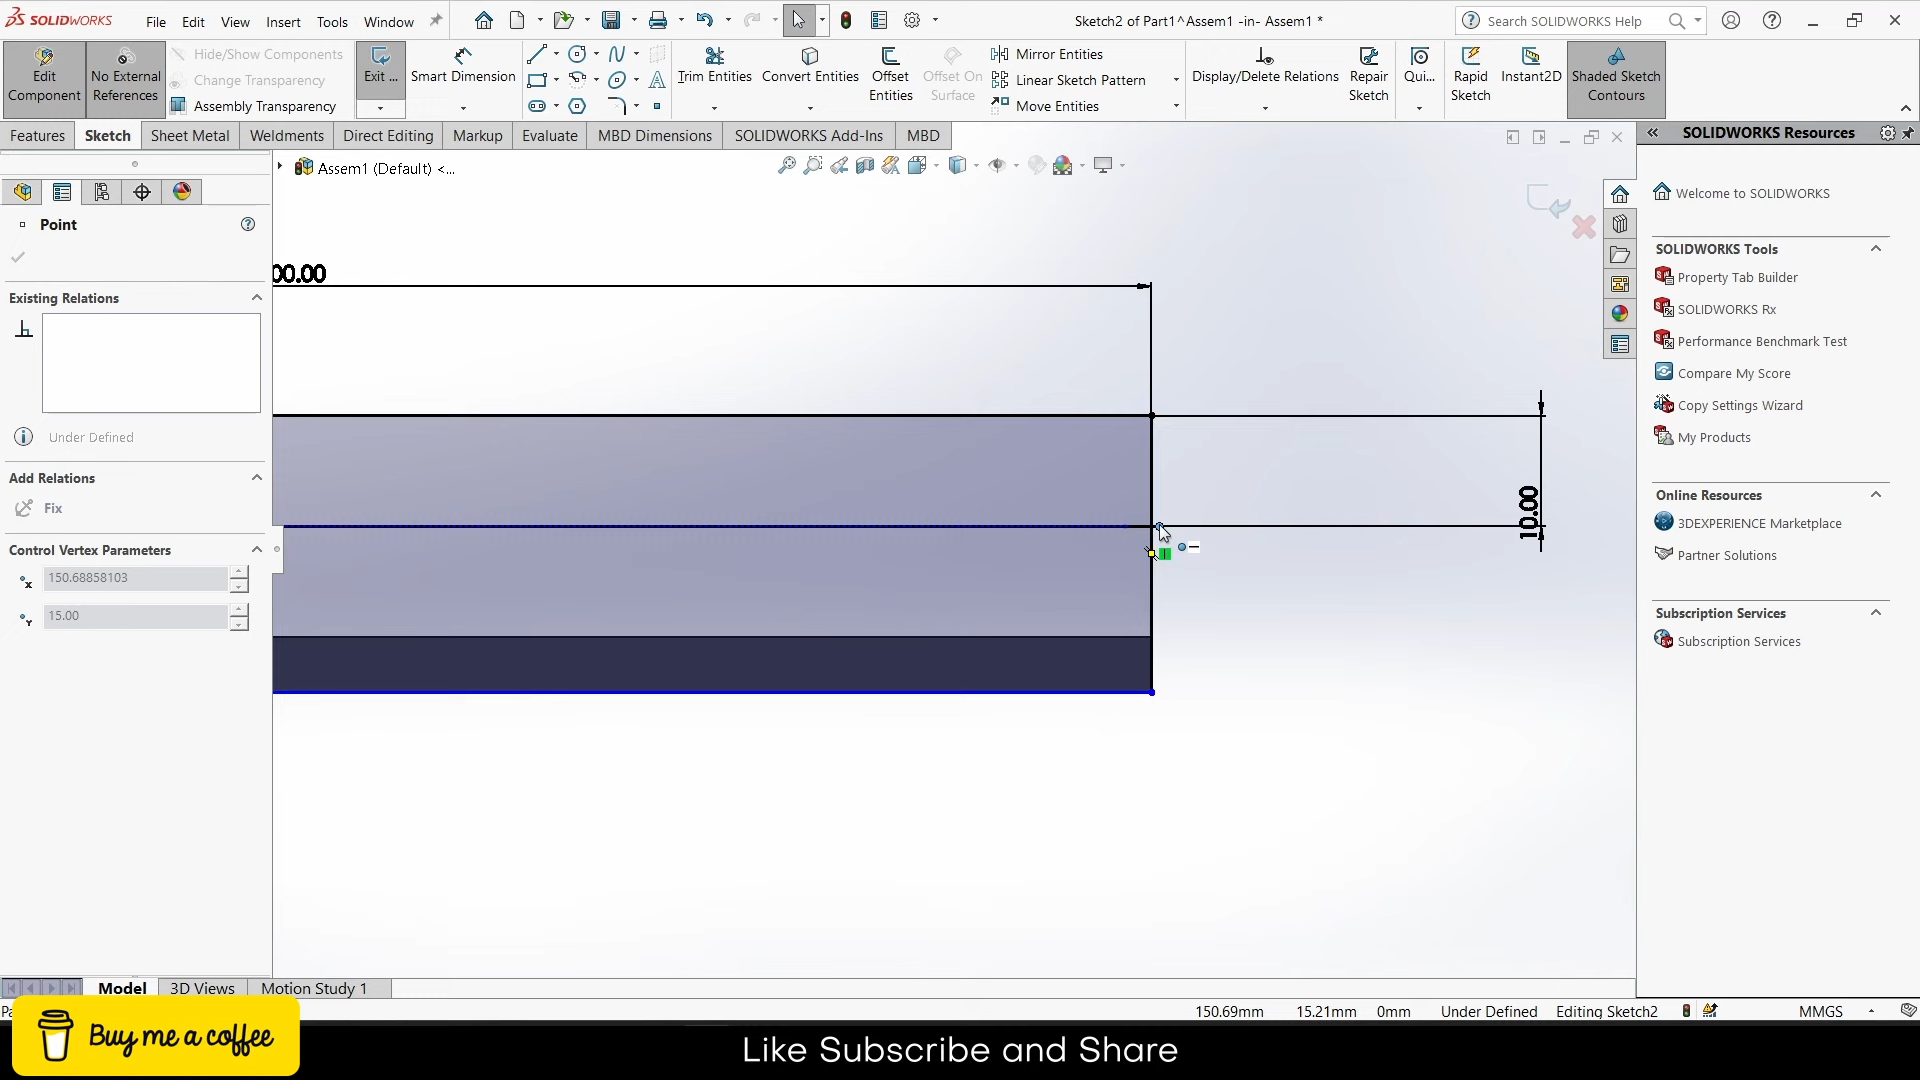 SOLIDWORKS
File Edit View Insert Tools Window
Sketch2 of Part1^Assem1 -in- Assem1 *
Search SOLIDWORKS Help
Edit Component
No External References
Hide/Show Components
Change Transparency
Assembly Transparency
Exit ...
Smart Dimension
Trim Entities
Convert Entities
Offset Entities
Offset On Surface
Mirror Entities
Linear Sketch Pattern
Move Entities
Display/Delete Relations
Repair Sketch
Qui...
Rapid Sketch
Instant2D
Shaded Sketch Contours
Features Sketch Sheet Metal Weldments Direct Editing Markup Evaluate MBD Dimensions SOLIDWORKS Add-Ins MBD
SOLIDWORKS Resources
Assem1 (Default) <...
Point
Existing Relations
Under Defined
Add Relations
Fix
Control Vertex Parameters
150.68858103
15.00
00.00
10.00
Welcome to SOLIDWORKS
SOLIDWORKS Tools
Property Tab Builder
SOLIDWORKS Rx
Performance Benchmark Test
Compare My Score
Copy Settings Wizard
My Products
Online Resources
3DEXPERIENCE Marketplace
Partner Solutions
Subscription Services
Subscription Services
Model 3D Views Motion Study 1
150.69mm 15.21mm 0mm Under Defined Editing Sketch2 MMGS
Buy me a coffee
Like Subscribe and Share